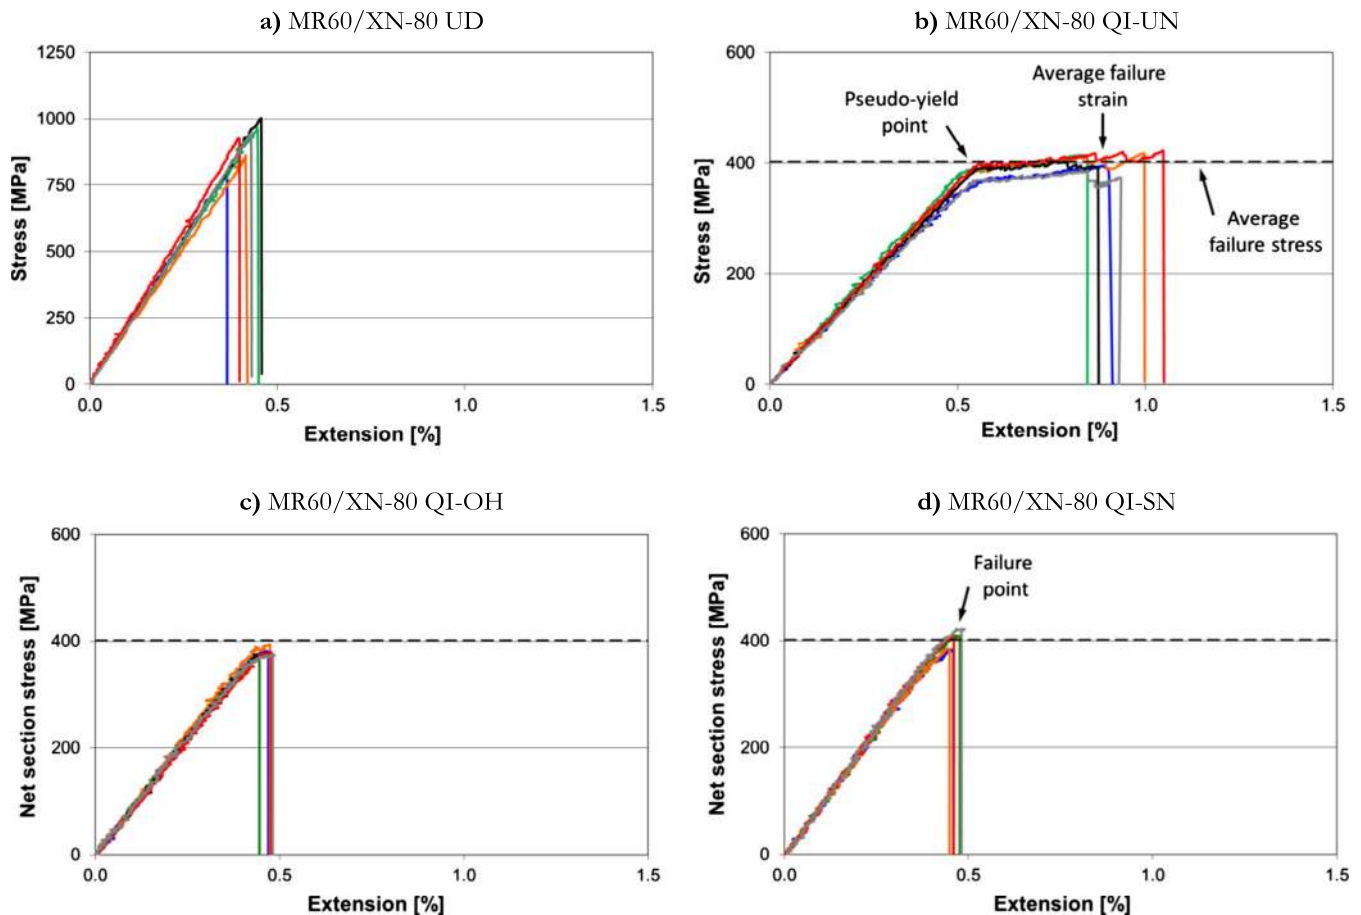 a) MR60/XN-80 UD
1250
1000
750
500
250
0
Stress [MPa]
0.0
0.5
1.0
1.5
Extension [%]
b) MR60/XN-80 QI-UN
600
400
200
0
Stress [MPa]
Pseudo-yield
point
Average failure
strain
Average
failure stress
0.0
0.5
1.0
1.5
Extension [%]
c) MR60/XN-80 QI-OH
600
400
200
0
Net section stress [MPa]
0.0
0.5
1.0
1.5
Extension [%]
d) MR60/XN-80 QI-SN
600
400
200
0
Net section stress [MPa]
Failure
point
0.0
0.5
1.0
1.5
Extension [%]